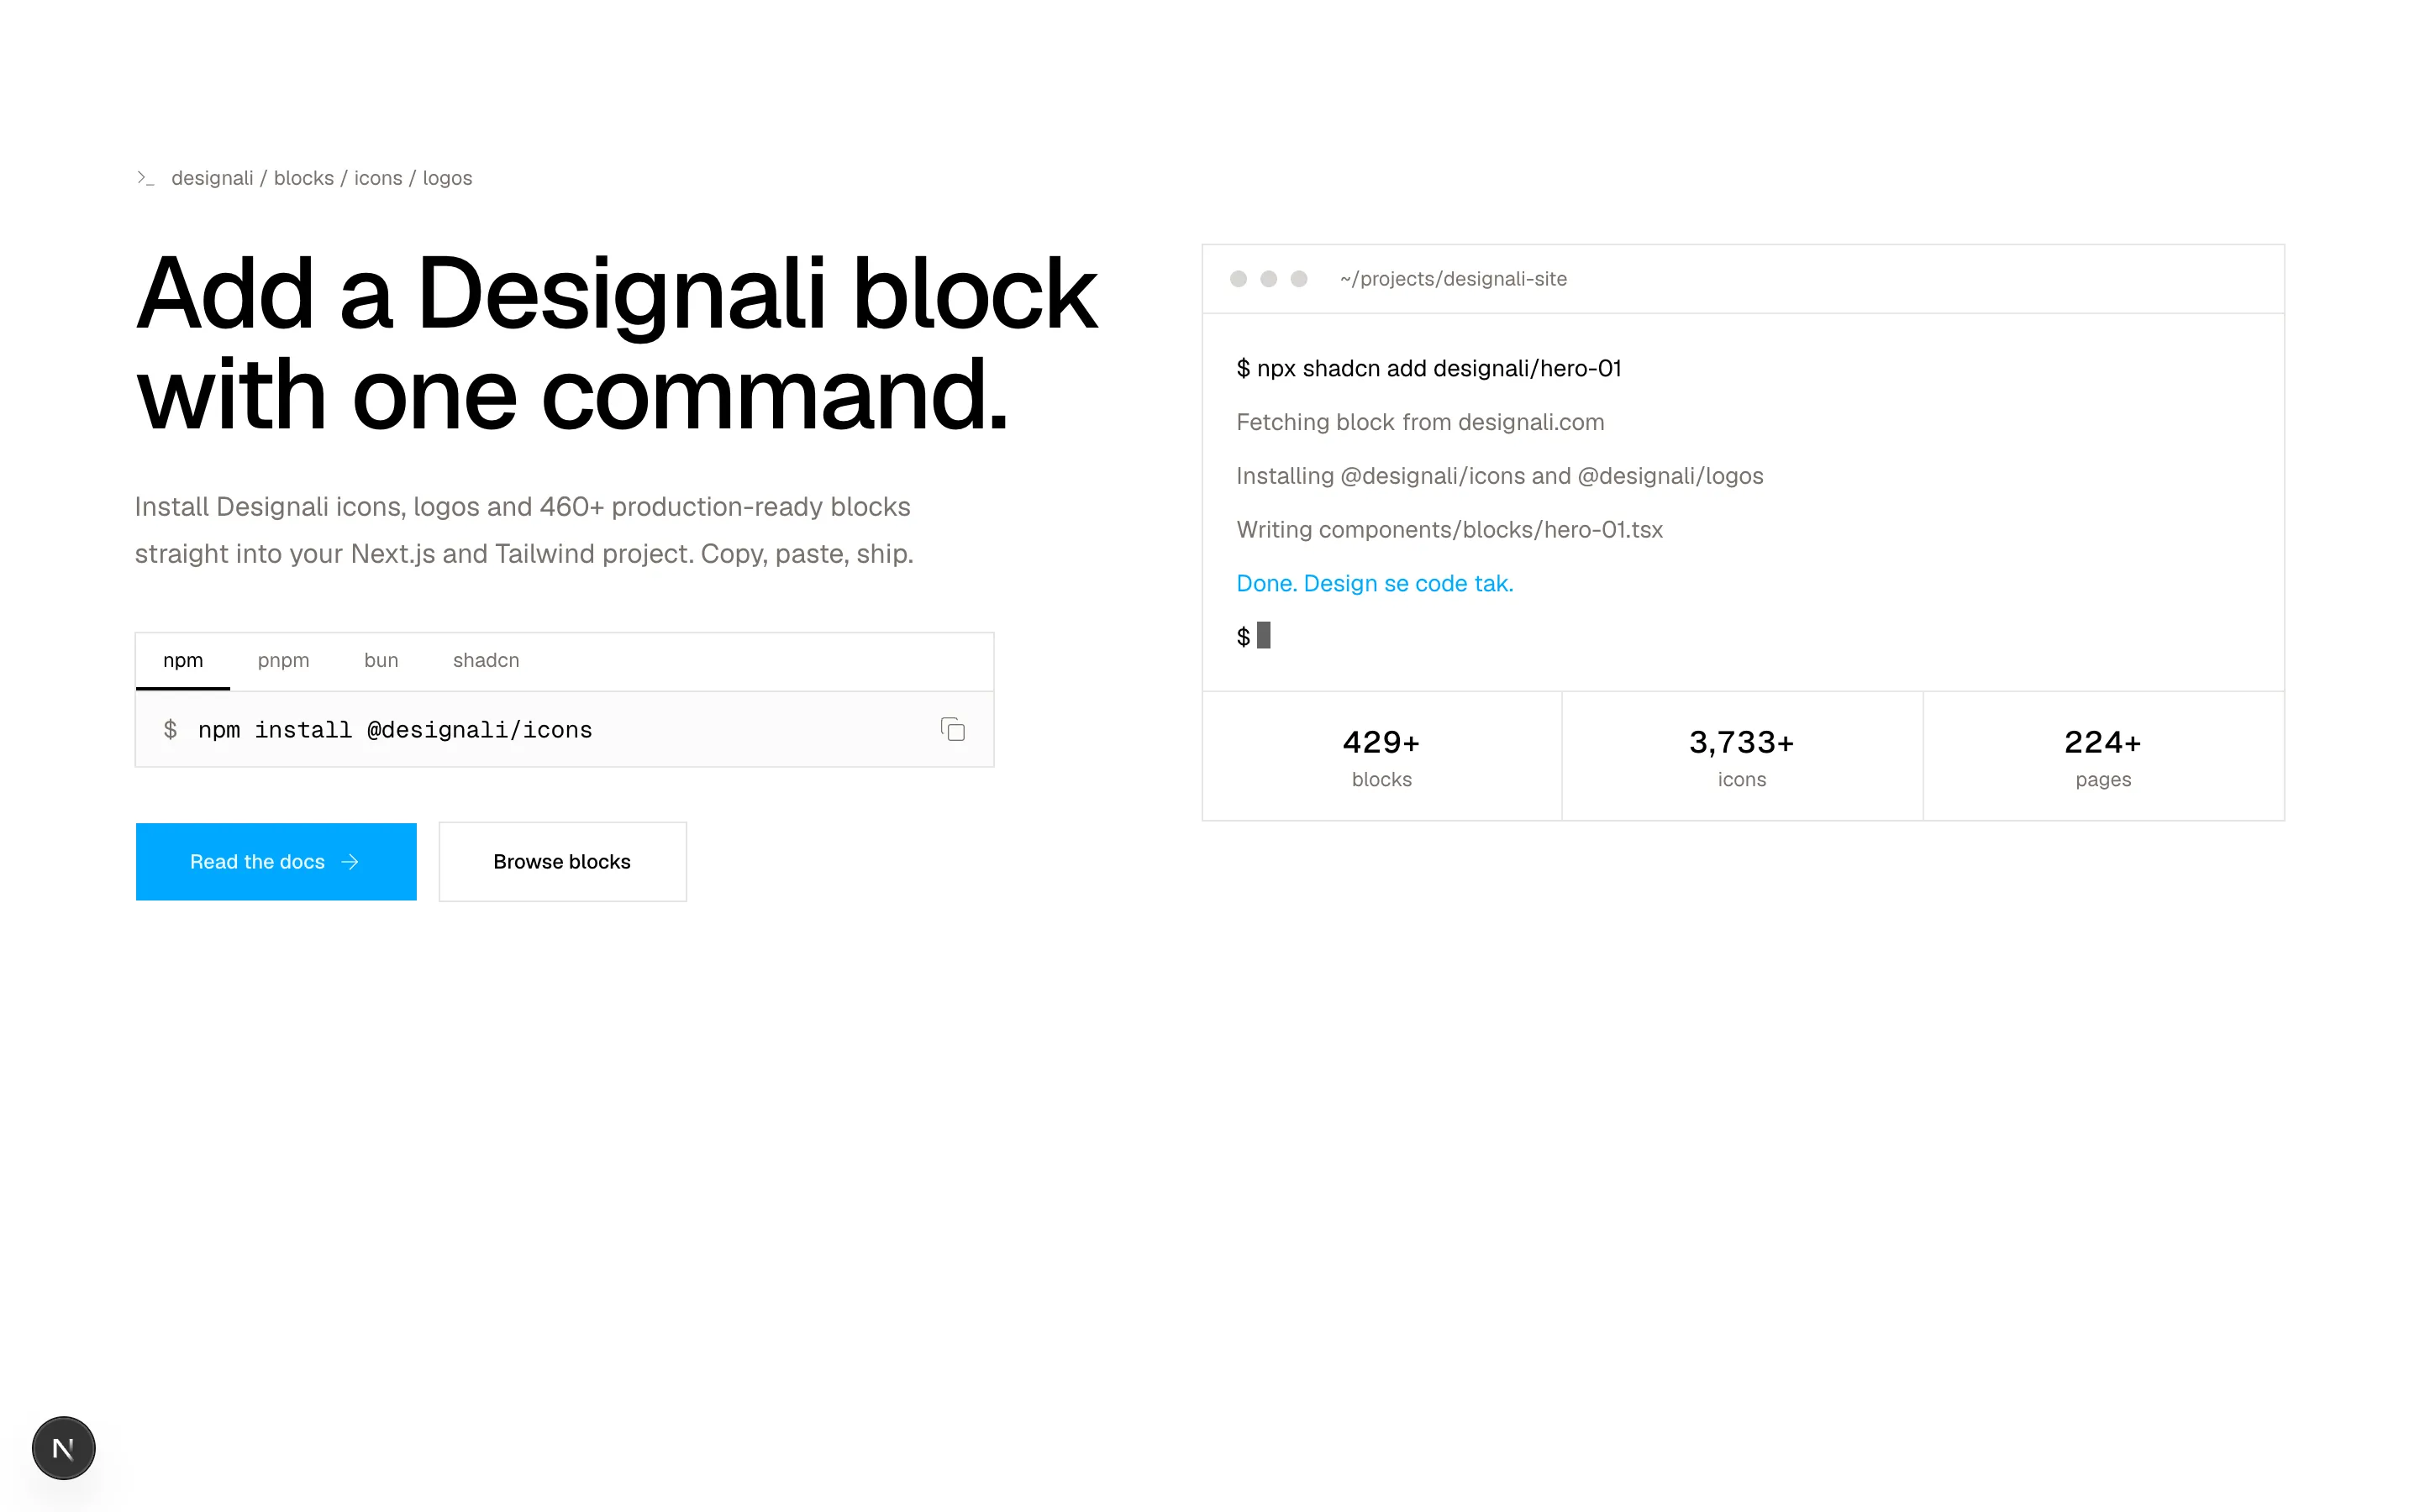 >_ designali / blocks / icons / logos
Add a Designali block
with one command.
Install Designali icons, logos and 460+ production-ready blocks
straight into your Next.js and Tailwind project. Copy, paste, ship.
npm pnpm bun shadcn
$ npm install @designali/icons
Read the docs →
Browse blocks
~/projects/designali-site
$ npx shadcn add designali/hero-01
Fetching block from designali.com
Installing @designali/icons and @designali/logos
Writing components/blocks/hero-01.tsx
Done. Design se code tak.
$
429+
blocks
3,733+
icons
224+
pages
N